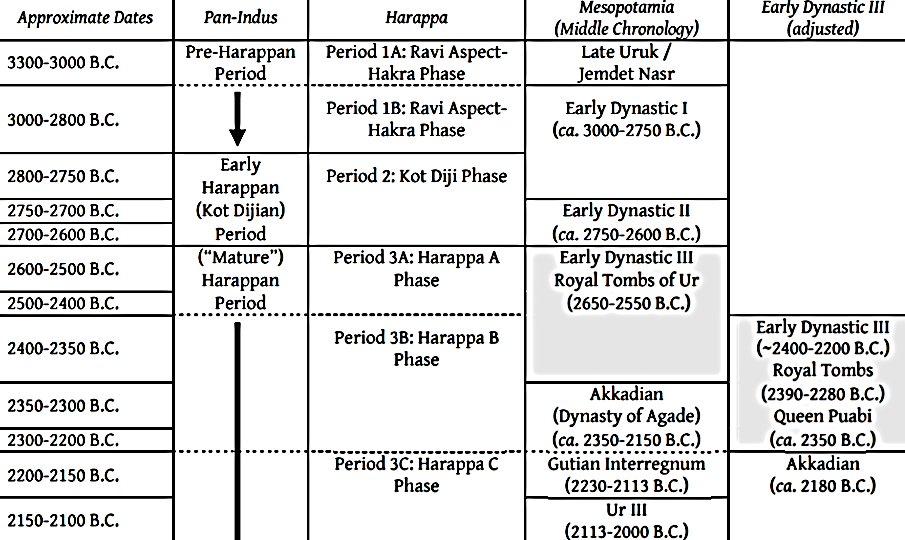 Approximate Dates
Pan-Indus
Harappa
Mesopotamia
(Middle Chronology)
Early Dynastic III
(adjusted)
3300-3000 B.C.
Pre-Harappan
Period
Period 1A: Ravi Aspect-
Hakra Phase
Late Uruk /
Jemdet Nasr
3000-2800 B.C.
Period 1B: Ravi Aspect-
Hakra Phase
Early Dynastic I
(ca. 3000-2750 B.C.)
2800-2750 B.C.
Early
Harappan
(Kot Dijian)
Period
Period 2: Kot Diji Phase
2750-2700 B.C.
2700-2600 B.C.
Early Dynastic II
(ca. 2750-2600 B.C.)
2600-2500 B.C.
("Mature")
Harappan
Period
Period 3A: Harappa A
Phase
Early Dynastic III
Royal Tombs of Ur
(2650-2550 B.C.)
2500-2400 B.C.
2400-2350 B.C.
Period 3B: Harappa B
Phase
Early Dynastic III
(~2400-2200 B.C.)
Royal Tombs
(2390-2280 B.C.)
Queen Puabi
(ca. 2350 B.C.)
2350-2300 B.C.
2300-2200 B.C.
Akkadian
(Dynasty of Agade)
(ca. 2350-2150 B.C.)
2200-2150 B.C.
Period 3C: Harappa C
Phase
Gutian Interregnum
(2230-2113 B.C.)
Akkadian
(ca. 2180 B.C.)
2150-2100 B.C.
Ur III
(2113-2000 B.C.)